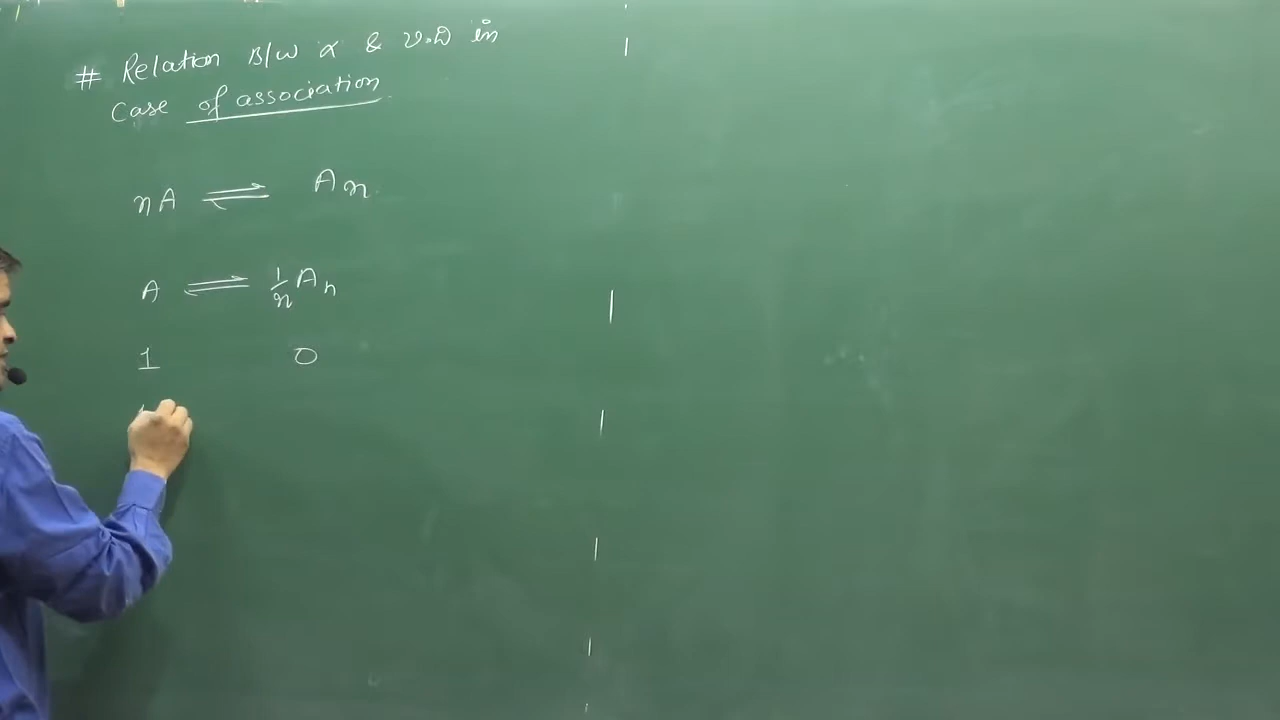 # Relation B/w α & V.D in
Case of association
nA ⇌ An
A ⇌ 1/n An
1 0